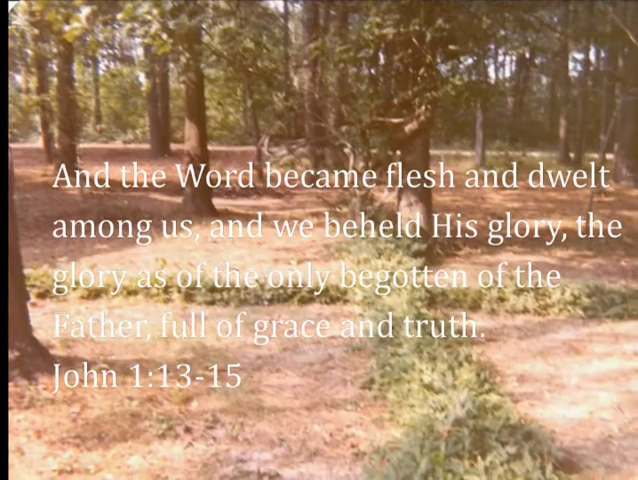 And the Word became flesh and dwelt
among us, and we beheld His glory, the
glory as of the only begotten of the
Father, full of grace and truth.
John 1:13-15